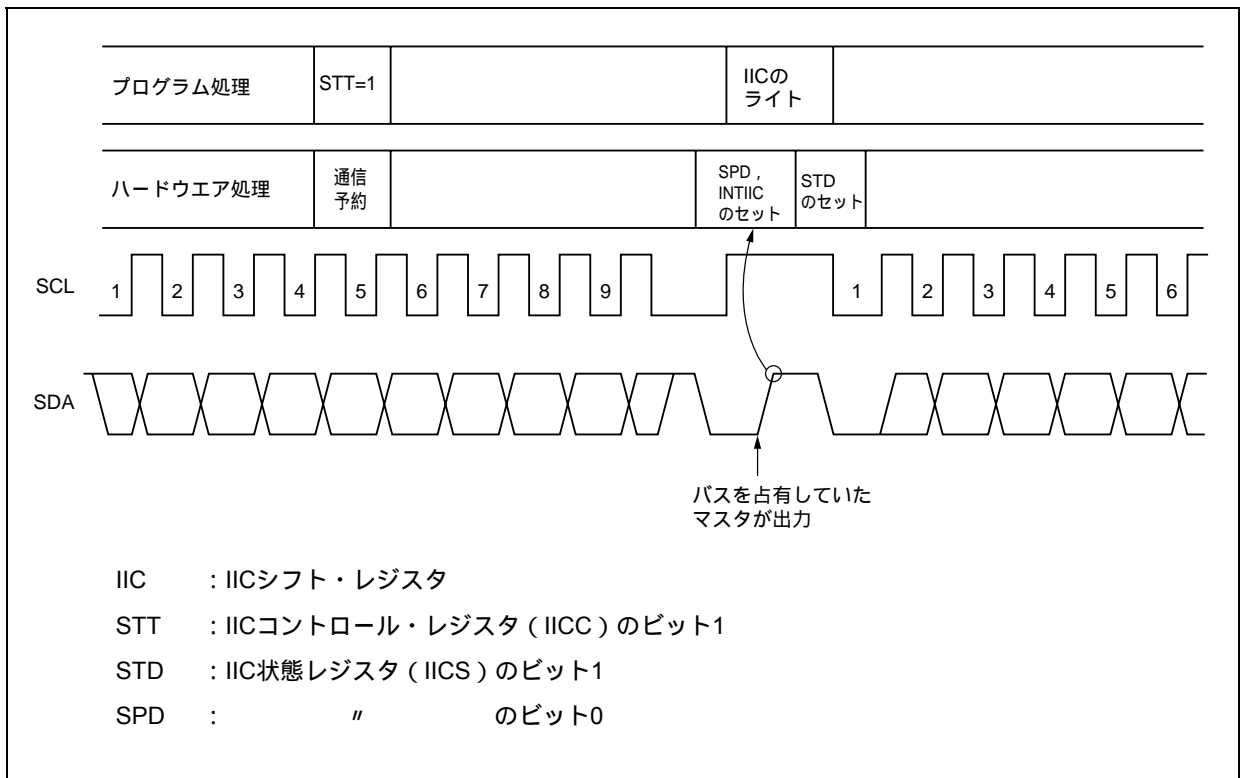 プログラム処理
STT=1
IICの
ライト
ハードウエア処理
通信
予約
SPD，
INTIIC
のセット
STD
のセット
SCL
1 2 3 4 5 6 7 8 9 1 2 3 4 5 6
SDA
バスを占有していた
マスタが出力
IIC ：IICシフト・レジスタ
STT ：IICコントロール・レジスタ（IICC）のビット1
STD ：IIC状態レジスタ（IICS）のビット1
SPD ： 〃 のビット0